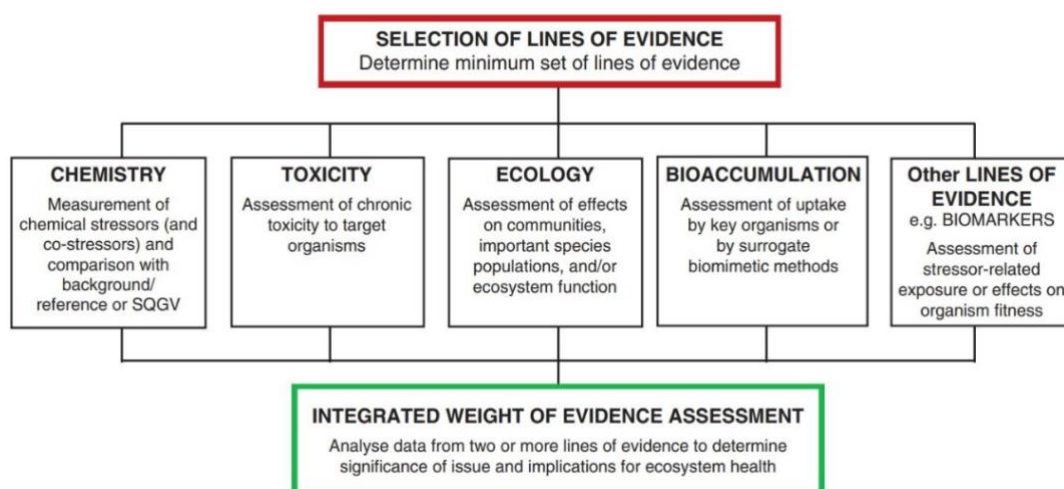 SELECTION OF LINES OF EVIDENCE
Determine minimum set of lines of evidence
CHEMISTRY
Measurement of
chemical stressors (and
co-stressors) and
comparison with
background/
reference or SQGV
TOXICITY
Assessment of chronic
toxicity to target
organisms
ECOLOGY
Assessment of effects
on communities,
important species
populations, and/or
ecosystem function
BIOACCUMULATION
Assessment of uptake
by key organisms or
by surrogate
biomimetic methods
Other LINES OF
EVIDENCE
e.g. BIOMARKERS
Assessment of
stressor-related
exposure or effects on
organism fitness
INTEGRATED WEIGHT OF EVIDENCE ASSESSMENT
Analyse data from two or more lines of evidence to determine
significance of issue and implications for ecosystem health